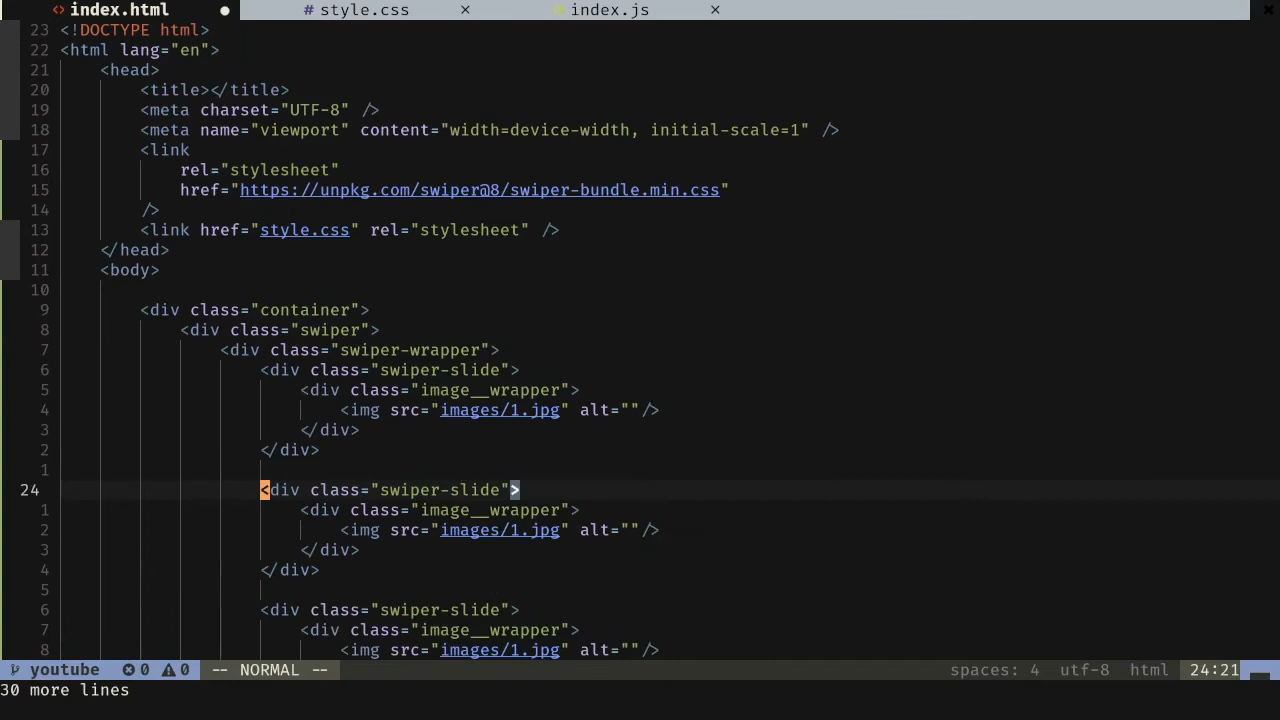 <> index.html ● # style.css × JS index.js ×
23 <!DOCTYPE html>
22 <html lang="en">
21 <head>
20 <title></title>
19 <meta charset="UTF-8" />
18 <meta name="viewport" content="width=device-width, initial-scale=1" />
17 <link
16 rel="stylesheet"
15 href="https://unpkg.com/swiper@8/swiper-bundle.min.css"
14 />
13 <link href="style.css" rel="stylesheet" />
12 </head>
11 <body>
10
9 <div class="container">
8 <div class="swiper">
7 <div class="swiper-wrapper">
6 <div class="swiper-slide">
5 <div class="image__wrapper">
4 <img src="images/1.jpg" alt=""/>
3 </div>
2 </div>
1
24 <div class="swiper-slide">
1 <div class="image__wrapper">
2 <img src="images/1.jpg" alt=""/>
3 </div>
4 </div>
5
6 <div class="swiper-slide">
7 <div class="image__wrapper">
8 <img src="images/1.jpg" alt=""/>
youtube 0 0 -- NORMAL -- spaces: 4 utf-8 html 24:21
30 more lines